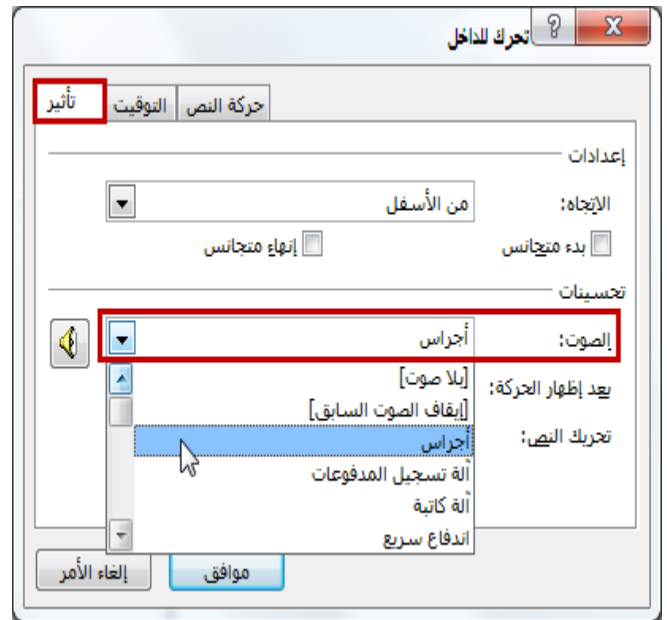 تحرك للداخل
تأثير
التوقيت
حركة النص
إعدادات
الاتجاه: من الأسفل
بدء متجانس إنهاء متجانس
تحسينات
الصوت: أجراس
[بلا صوت]
بعد إظهار الحركة:
[إيقاف الصوت السابق]
تحريك النص:
أجراس
آلة تسجيل المدفوعات
آلة كاتبة
اندفاع سريع
موافق إلغاء الأمر